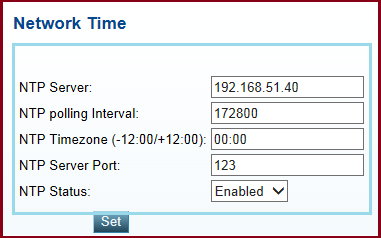 Network Time
NTP Server: 192.168.51.40
NTP polling Interval: 172800
NTP Timezone (-12:00/+12:00): 00:00
NTP Server Port: 123
NTP Status: Enabled
Set